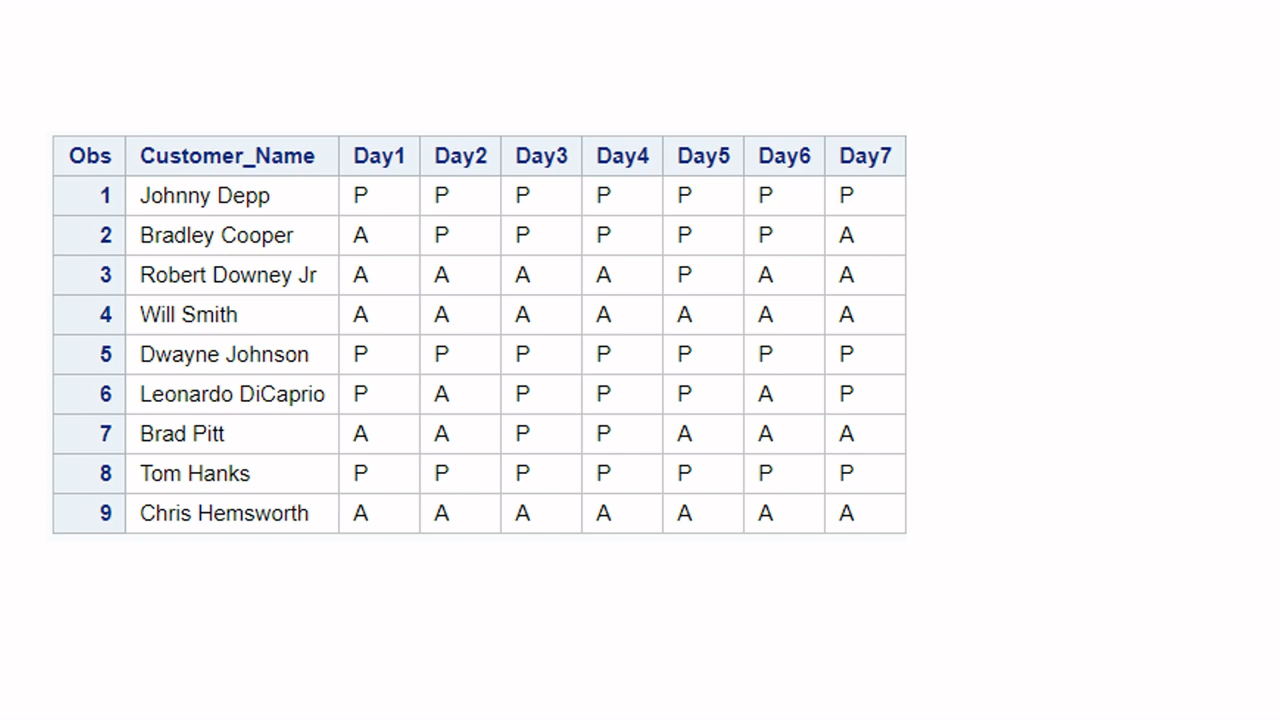 Obs Customer_Name Day1 Day2 Day3 Day4 Day5 Day6 Day7
1 Johnny Depp P P P P P P P
2 Bradley Cooper A P P P P P A
3 Robert Downey Jr A A A A P A A
4 Will Smith A A A A A A A
5 Dwayne Johnson P P P P P P P
6 Leonardo DiCaprio P A P P P A P
7 Brad Pitt A A P P A A A
8 Tom Hanks P P P P P P P
9 Chris Hemsworth A A A A A A A